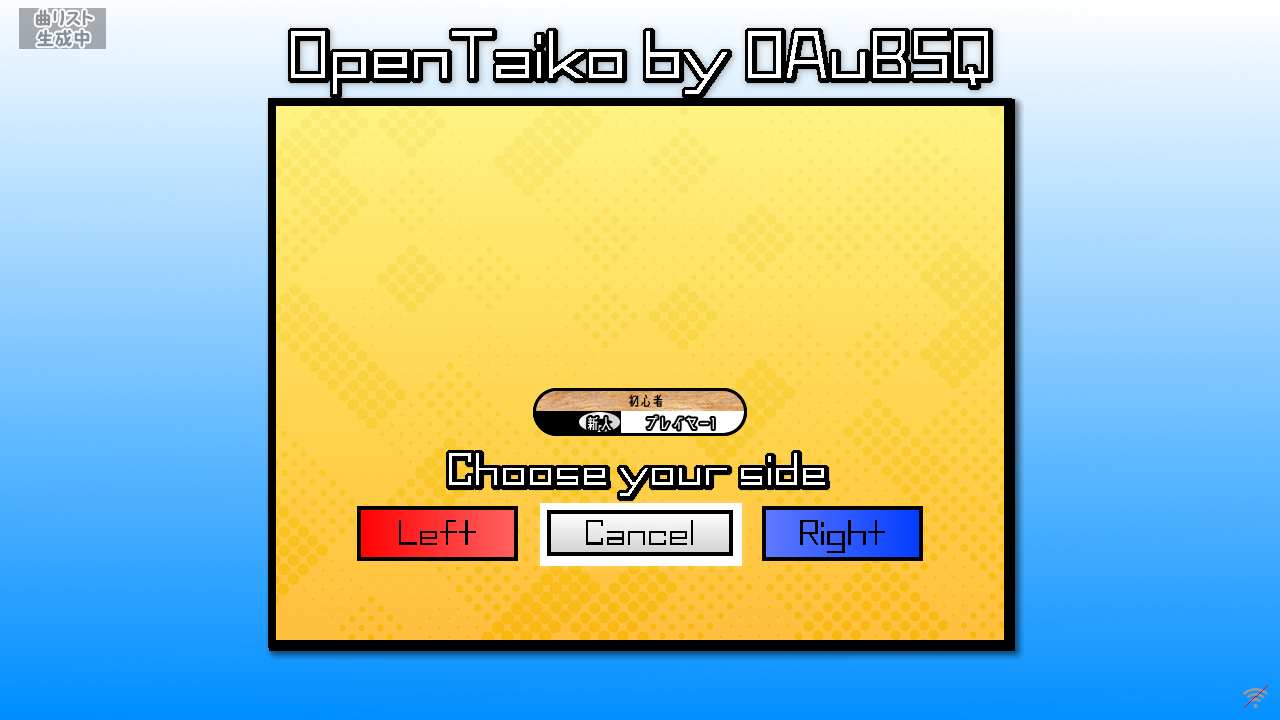 曲リスト
生成中
OpenTaiko by 0AuBSQ
初心者
新人
プレイヤー1
Choose your side
Left
Cancel
Right